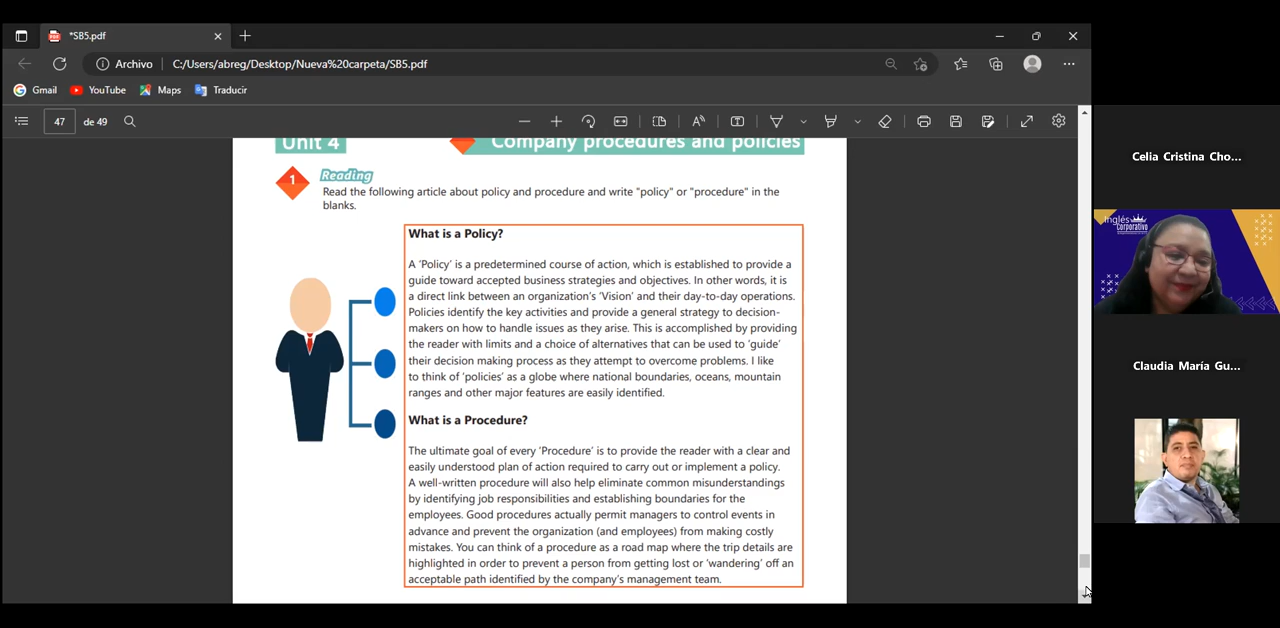 *SB5.pdf
Archivo
C:/Users/abreg/Desktop/Nueva%20carpeta/SB5.pdf
Gmail
YouTube
Maps
Traducir
47
de 49
Unit 4
Company procedures and policies
1
Reading
Read the following article about policy and procedure and write "policy" or "procedure" in the
blanks.
What is a Policy?
A ‘Policy’ is a predetermined course of action, which is established to provide a
guide toward accepted business strategies and objectives. In other words, it is
a direct link between an organization’s ‘Vision’ and their day-to-day operations.
Policies identify the key activities and provide a general strategy to decision-
makers on how to handle issues as they arise. This is accomplished by providing
the reader with limits and a choice of alternatives that can be used to ‘guide’
their decision making process as they attempt to overcome problems. I like
to think of ‘policies’ as a globe where national boundaries, oceans, mountain
ranges and other major features are easily identified.
What is a Procedure?
The ultimate goal of every ‘Procedure’ is to provide the reader with a clear and
easily understood plan of action required to carry out or implement a policy.
A well-written procedure will also help eliminate common misunderstandings
by identifying job responsibilities and establishing boundaries for the
employees. Good procedures actually permit managers to control events in
advance and prevent the organization (and employees) from making costly
mistakes. You can think of a procedure as a road map where the trip details are
highlighted in order to prevent a person from getting lost or ‘wandering’ off an
acceptable path identified by the company’s management team.
Celia Cristina Cho...
Inglés
Corporativo
Claudia María Gu...